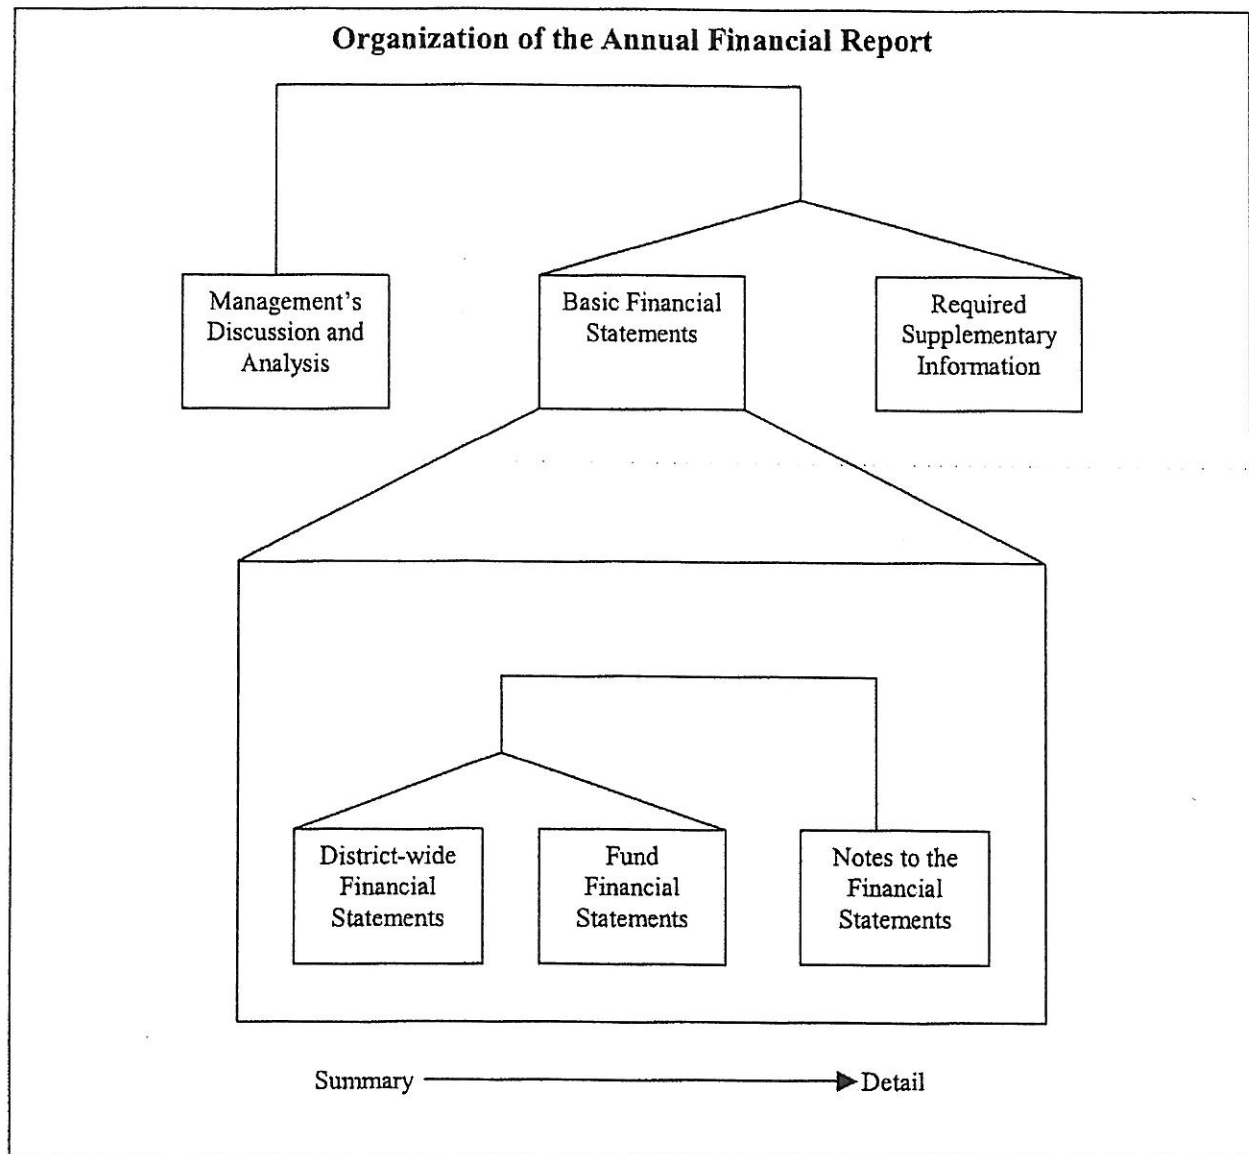 Organization of the Annual Financial Report
Management's
Discussion and
Analysis
Basic Financial
Statements
Required
Supplementary
Information
District-wide
Financial
Statements
Fund
Financial
Statements
Notes to the
Financial
Statements
Summary
Detail